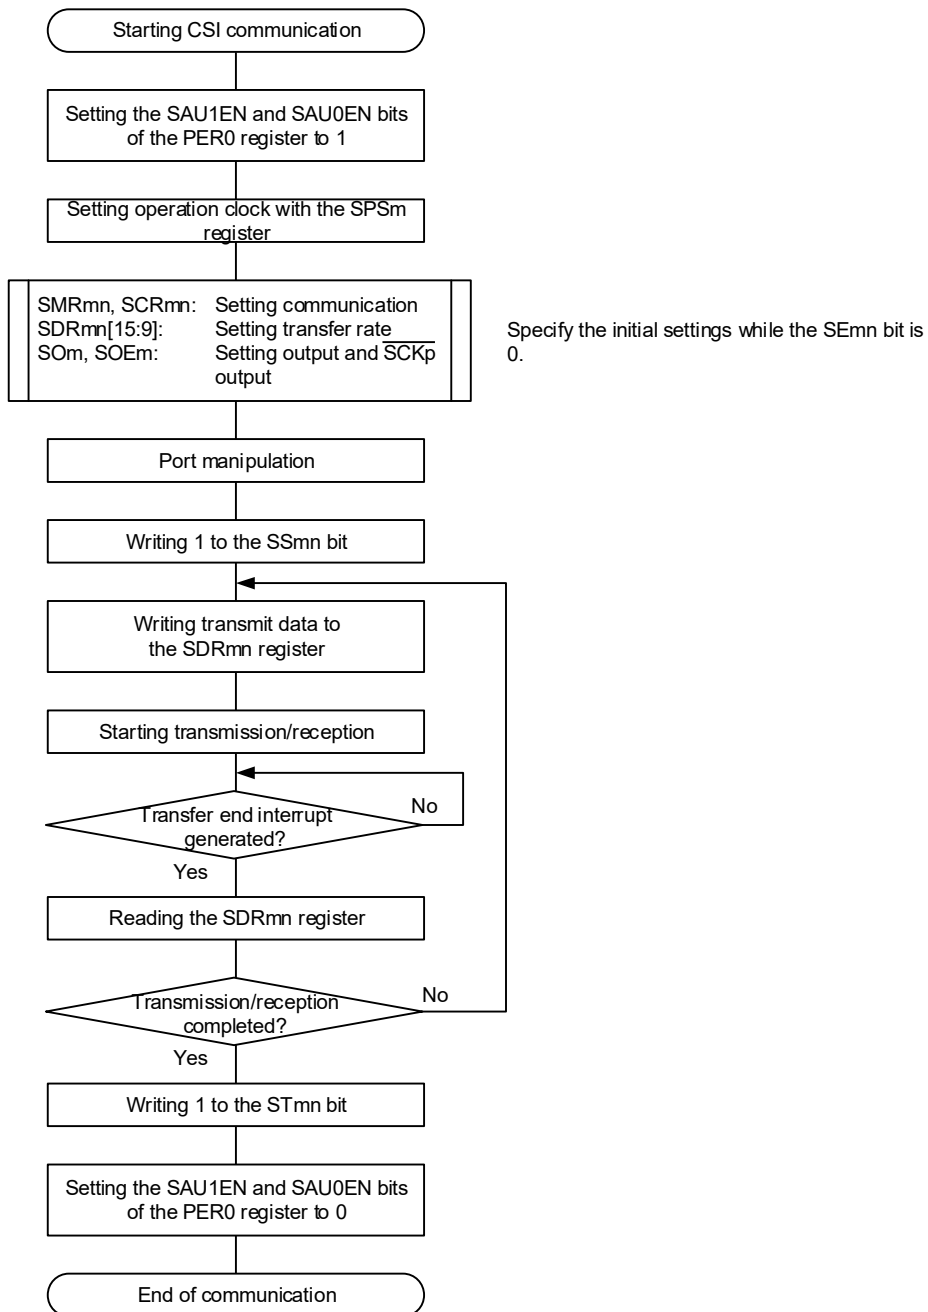 Starting CSI communication
Setting the SAU1EN and SAU0EN bits
of the PER0 register to 1
Setting operation clock with the SPSm
register
SMRmn, SCRmn: Setting communication
SDRmn[15:9]: Setting transfer rate
SOm, SOEm: Setting output and SCKp
output
Specify the initial settings while the SEmn bit is
0.
Port manipulation
Writing 1 to the SSmn bit
Writing transmit data to
the SDRmn register
Starting transmission/reception
Transfer end interrupt
generated?
No
Yes
Reading the SDRmn register
Transmission/reception
completed?
No
Yes
Writing 1 to the STmn bit
Setting the SAU1EN and SAU0EN bits
of the PER0 register to 0
End of communication